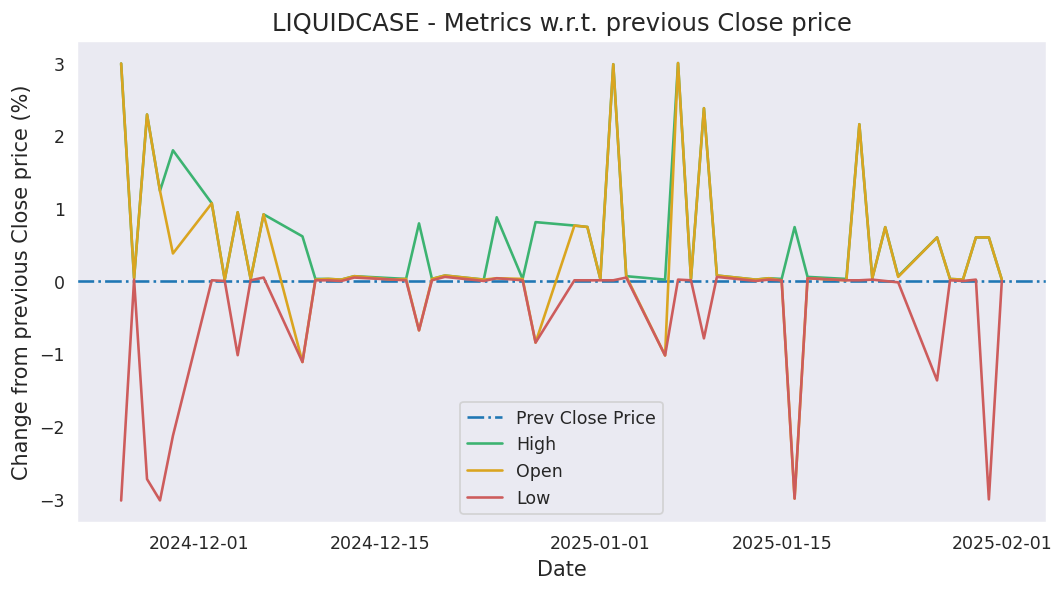 LIQUIDCASE - Metrics w.r.t. previous Close price
Change from previous Close price (%)
3
2
1
0
−1
−2
−3
Prev Close Price
High
Open
Low
2024-12-01 2024-12-15 2025-01-01 2025-01-15 2025-02-01
Date